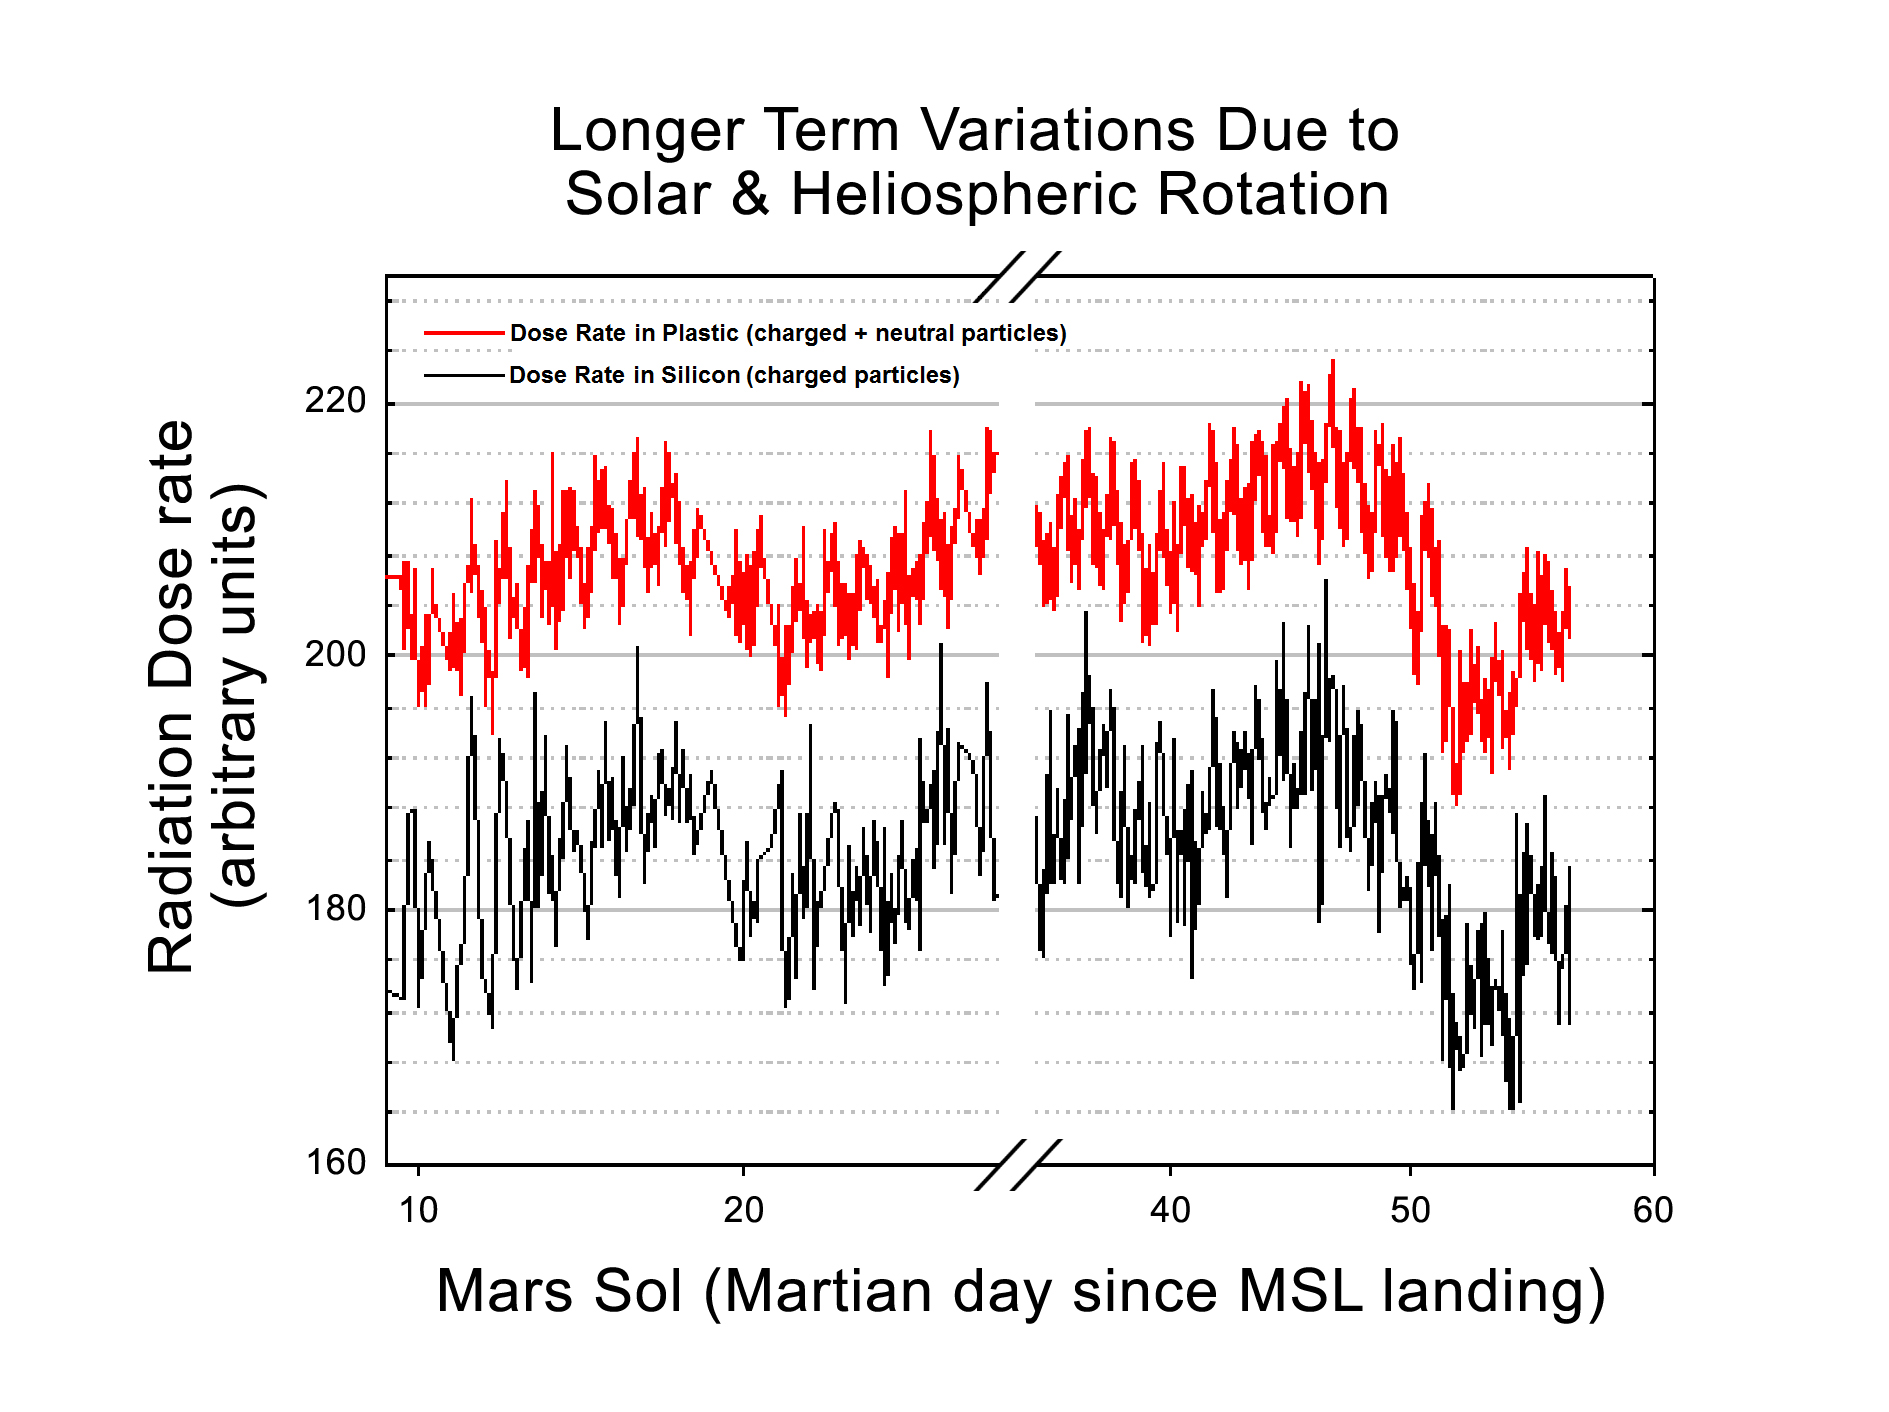 Longer Term Variations Due to
Solar & Heliospheric Rotation
Dose Rate in Plastic (charged + neutral particles)
Dose Rate in Silicon (charged particles)
Radiation Dose rate
(arbitrary units)
220
200
180
160
10 20 40 50 60
Mars Sol (Martian day since MSL landing)